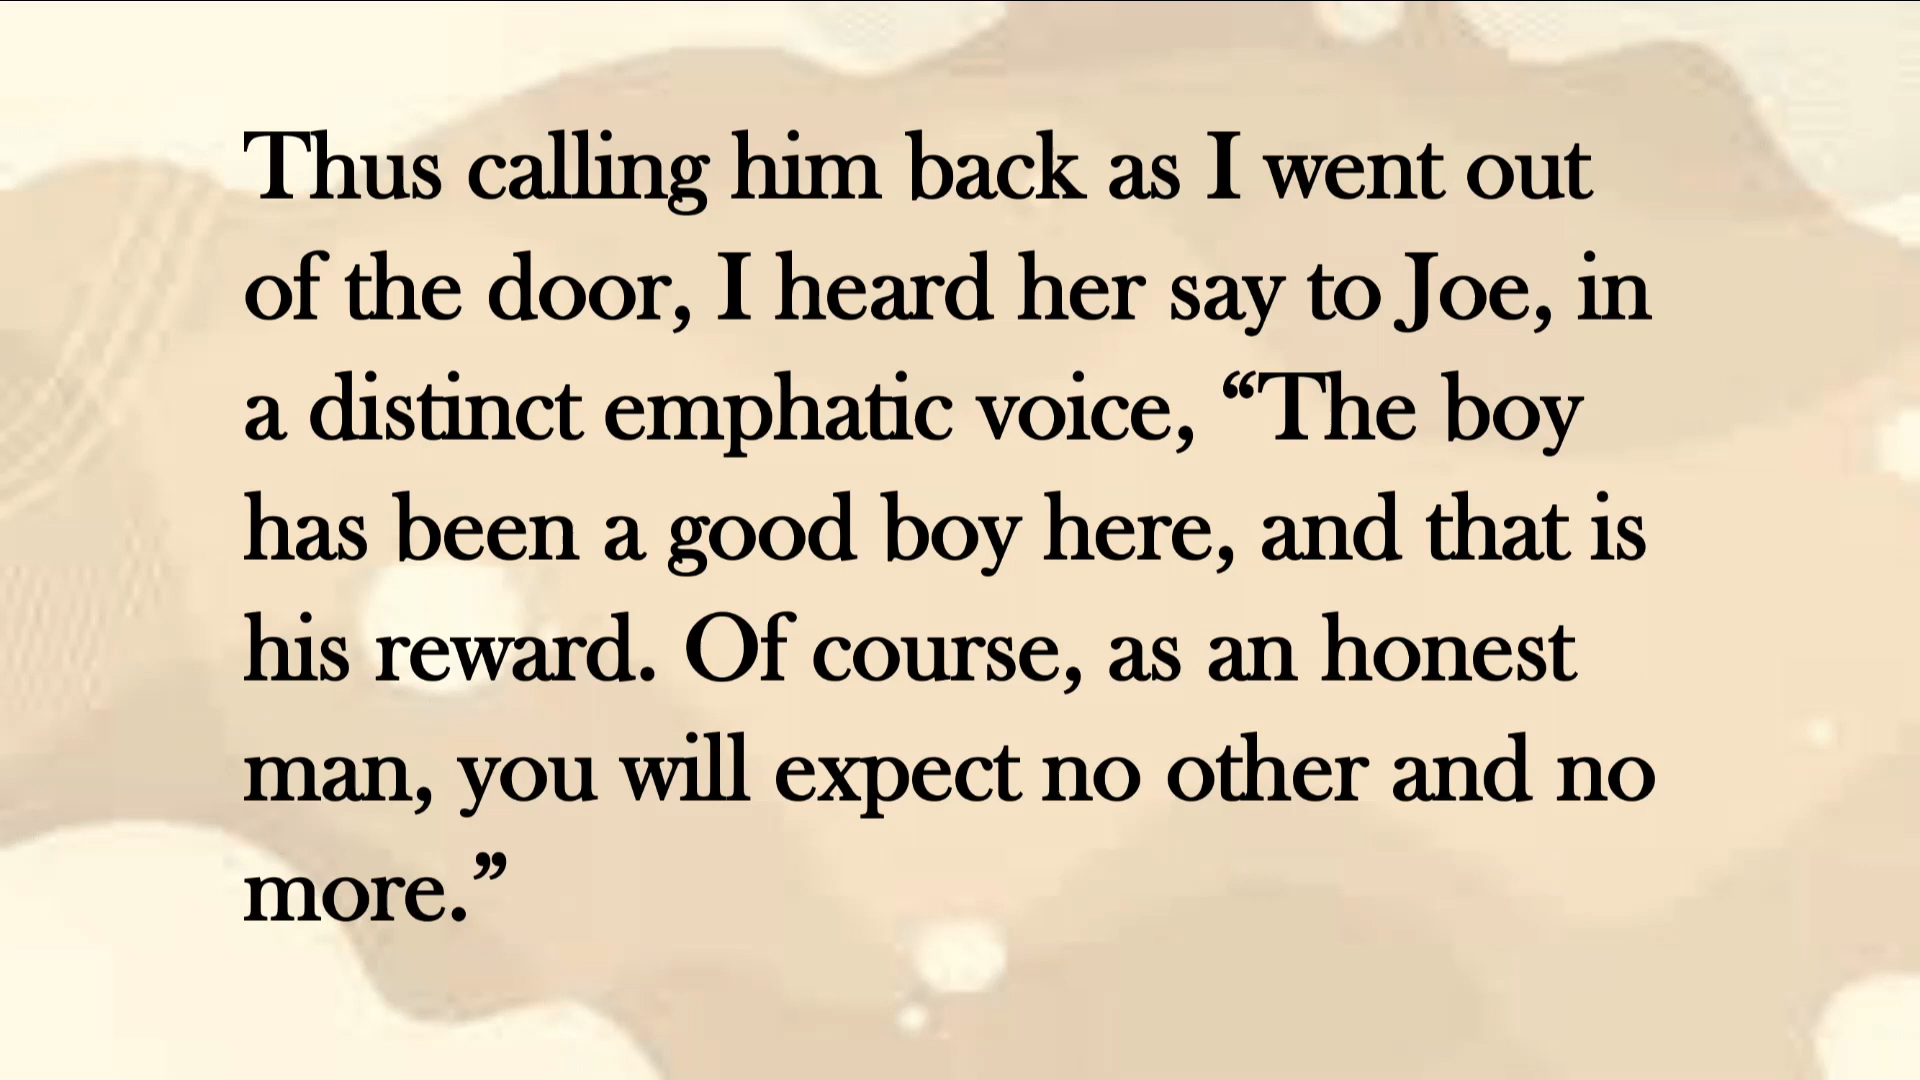 Thus calling him back as I went out
of the door, I heard her say to Joe, in
a distinct emphatic voice, “The boy
has been a good boy here, and that is
his reward. Of course, as an honest
man, you will expect no other and no
more.”